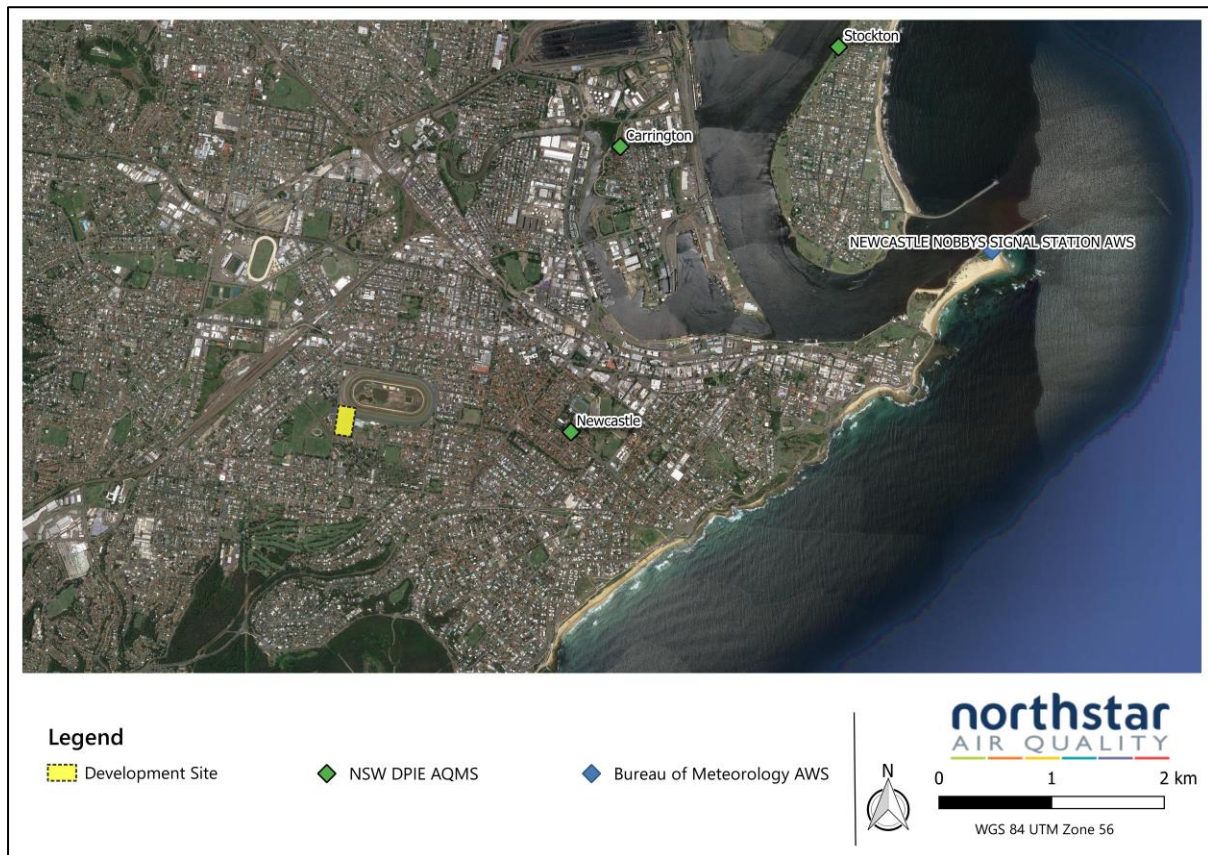 Stockton
Carrington
NEWCASTLE NOBBYS SIGNAL STATION AWS
Newcastle
Legend
Development Site
NSW DPIE AQMS
Bureau of Meteorology AWS
N
northstar
AIR QUALITY
0 1 2 km
WGS 84 UTM Zone 56